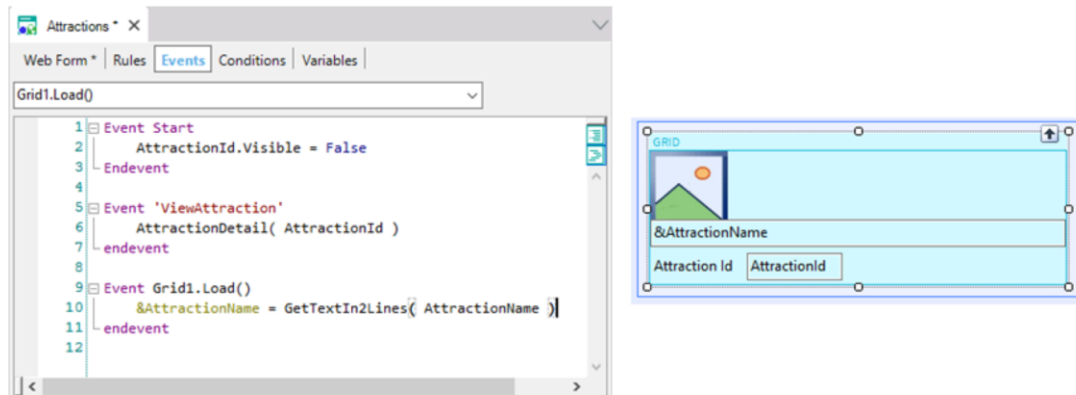 Attractions *
Web Form * Rules Events Conditions Variables
Grid1.Load()
1 Event Start
2 AttractionId.Visible = False
3 Endevent
4
5 Event 'ViewAttraction'
6 AttractionDetail( AttractionId )
7 endevent
8
9 Event Grid1.Load()
10 &AttractionName = GetTextIn2Lines( AttractionName )
11 endevent
12
GRID
&AttractionName
Attraction Id AttractionId